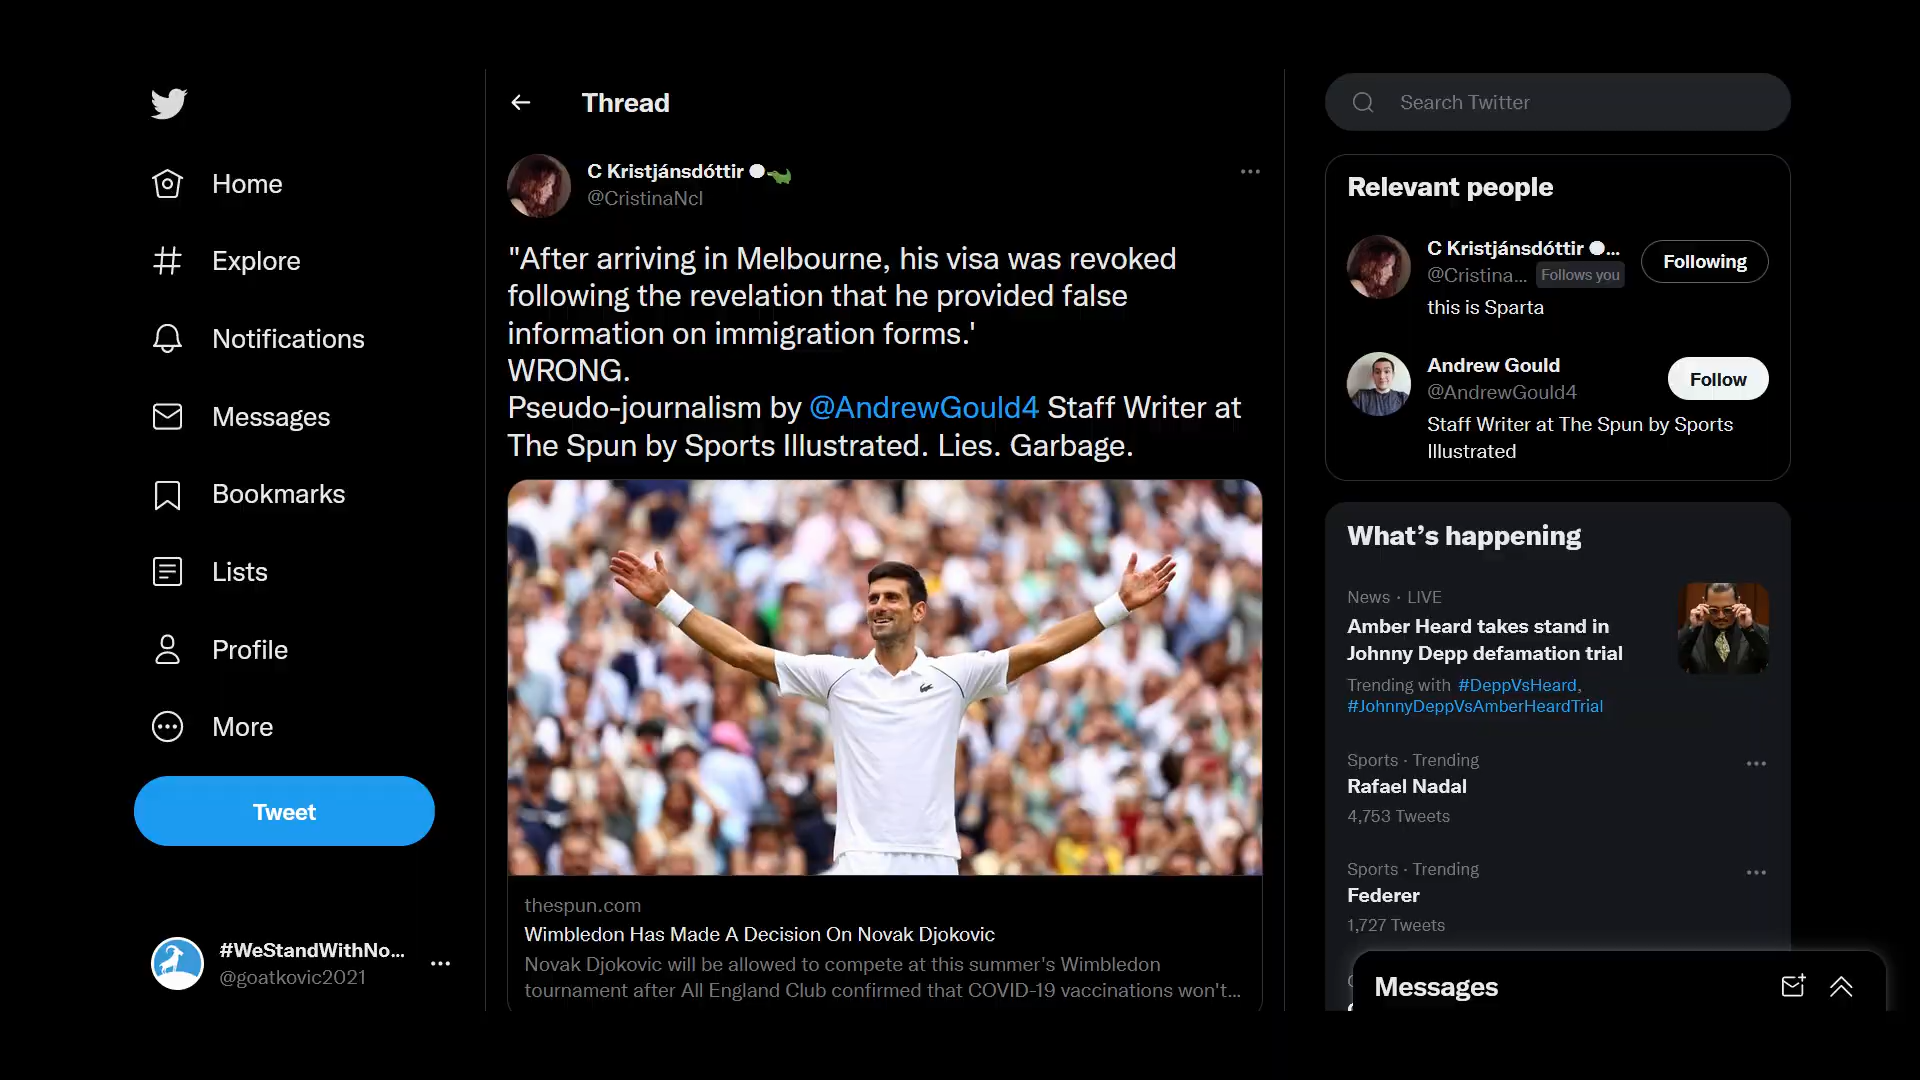 Home
Explore
Notifications
Messages
Bookmarks
Lists
Profile
More
Tweet
#WeStandWithNo...
@goatkovic2021
Thread
C Kristjánsdóttir
@CristinaNcl
"After arriving in Melbourne, his visa was revoked
following the revelation that he provided false
information on immigration forms.'
WRONG.
Pseudo-journalism by @AndrewGould4 Staff Writer at
The Spun by Sports Illustrated. Lies. Garbage.
thespun.com
Wimbledon Has Made A Decision On Novak Djokovic
Novak Djokovic will be allowed to compete at this summer's Wimbledon
tournament after All England Club confirmed that COVID-19 vaccinations won't...
Search Twitter
Relevant people
C Kristjánsdóttir ...
@Cristina... Follows you
Following
this is Sparta
Andrew Gould
@AndrewGould4
Follow
Staff Writer at The Spun by Sports
Illustrated
What's happening
News · LIVE
Amber Heard takes stand in
Johnny Depp defamation trial
Trending with #DeppVsHeard,
#JohnnyDeppVsAmberHeardTrial
Sports · Trending
Rafael Nadal
4,753 Tweets
Sports · Trending
Federer
1,727 Tweets
Messages